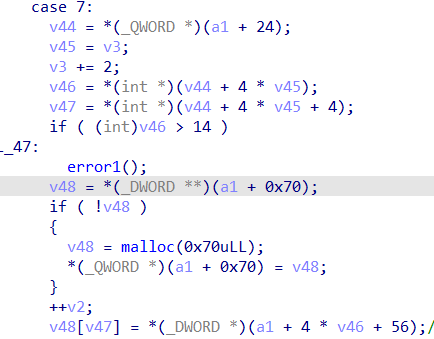 case 7:
v44 = *(_QWORD *)(a1 + 24);
v45 = v3;
v3 += 2;
v46 = *(int *)(v44 + 4 * v45);
v47 = *(int *)(v44 + 4 * v45 + 4);
if ( (int)v46 > 14 )
L_47:
error1();
v48 = *(_DWORD **)(a1 + 0x70);
if ( !v48 )
{
v48 = malloc(0x70uLL);
*(_QWORD *)(a1 + 0x70) = v48;
}
++v2;
v48[v47] = *(_DWORD *)(a1 + 4 * v46 + 56);/